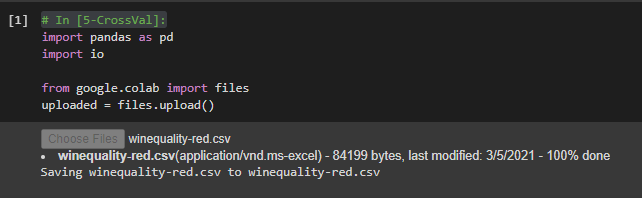 [1] # In [5-CrossVal]:
import pandas as pd
import io
from google.colab import files
uploaded = files.upload()
Choose Files winequality-red.csv
• winequality-red.csv(application/vnd.ms-excel) - 84199 bytes, last modified: 3/5/2021 - 100% done
Saving winequality-red.csv to winequality-red.csv